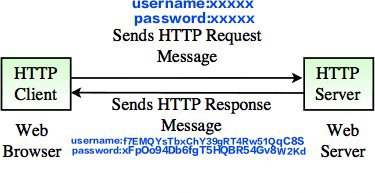 username:xxxxx
password:xxxxx
Sends HTTP Request
Message
HTTP
Client
HTTP
Server
Sends HTTP Response
Message
Web
Browser
username:f7EMQYsTbxChY39gRT4Rw51QqC8S
password:xFpOo94Db6fgT5HQBR54Gv8W2Kd
Web
Server